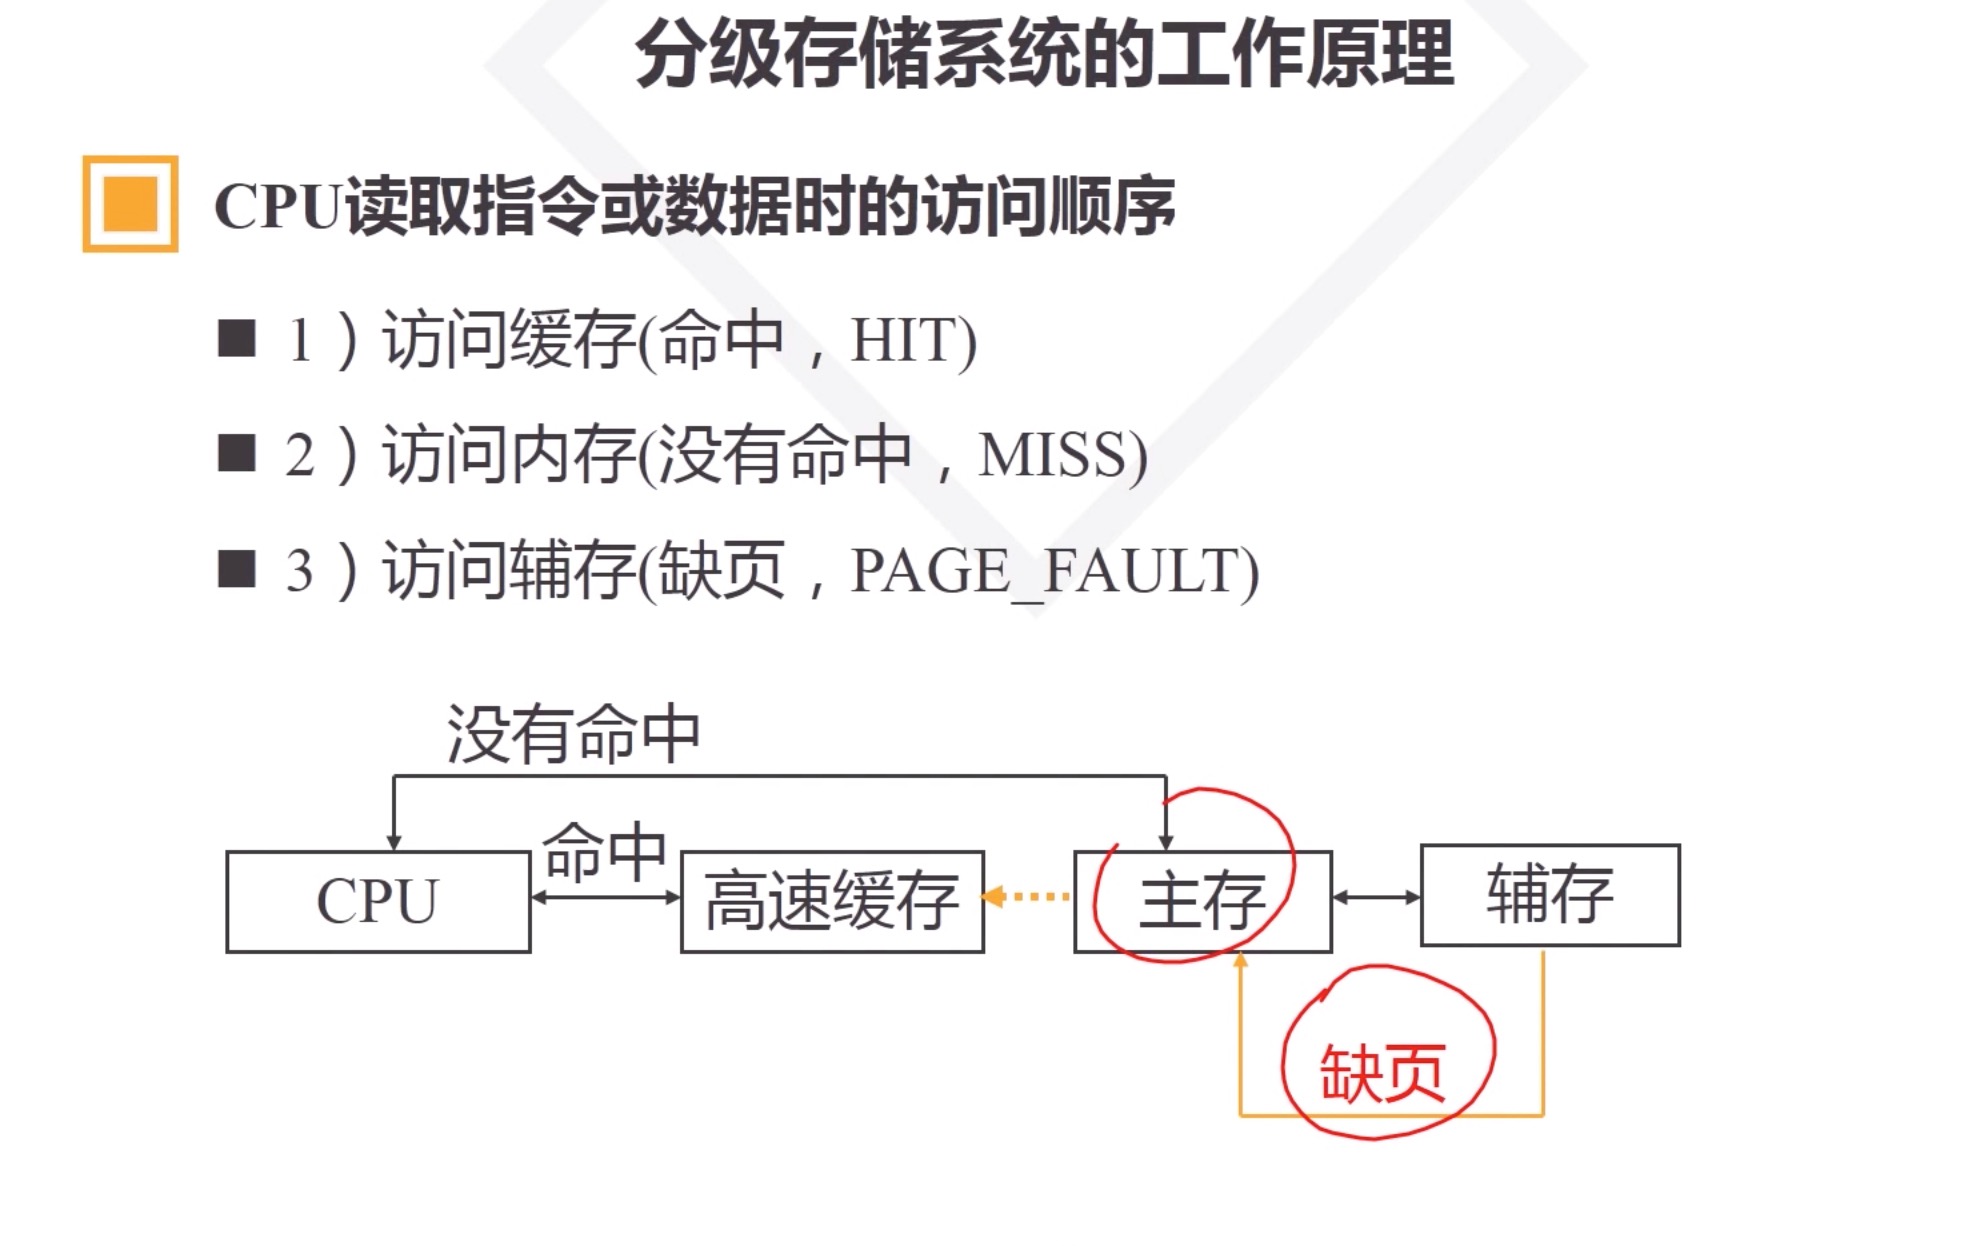 分级存储系统的工作原理
CPU读取指令或数据时的访问顺序
1）访问缓存(命中，HIT)
2）访问内存(没有命中，MISS)
3）访问辅存(缺页，PAGE_FAULT)
没有命中
命中
CPU
高速缓存
主存
辅存
缺页